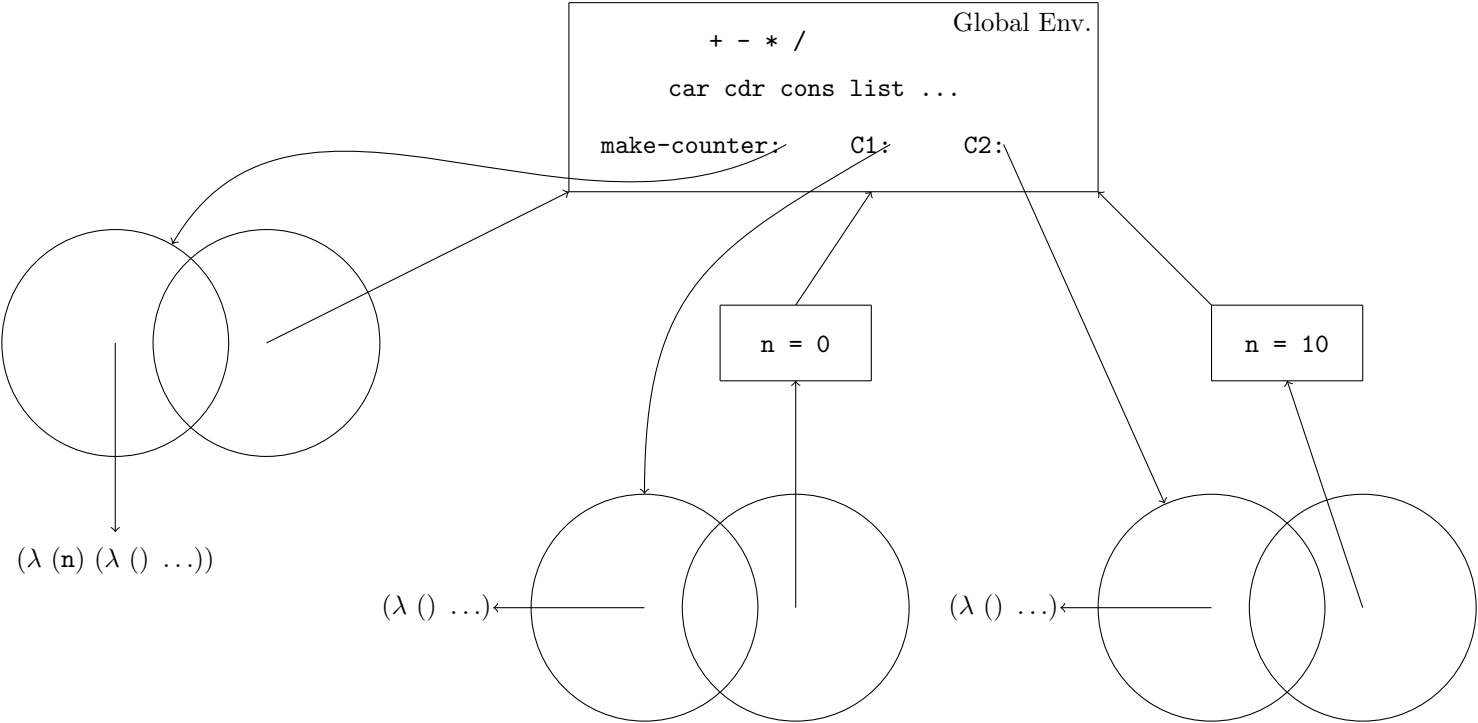 Global Env.
+ - * /
car cdr cons list ...
make-counter: C1: C2:
n = 0
n = 10
(λ (n) (λ () ...))
(λ () ...)
(λ () ...)